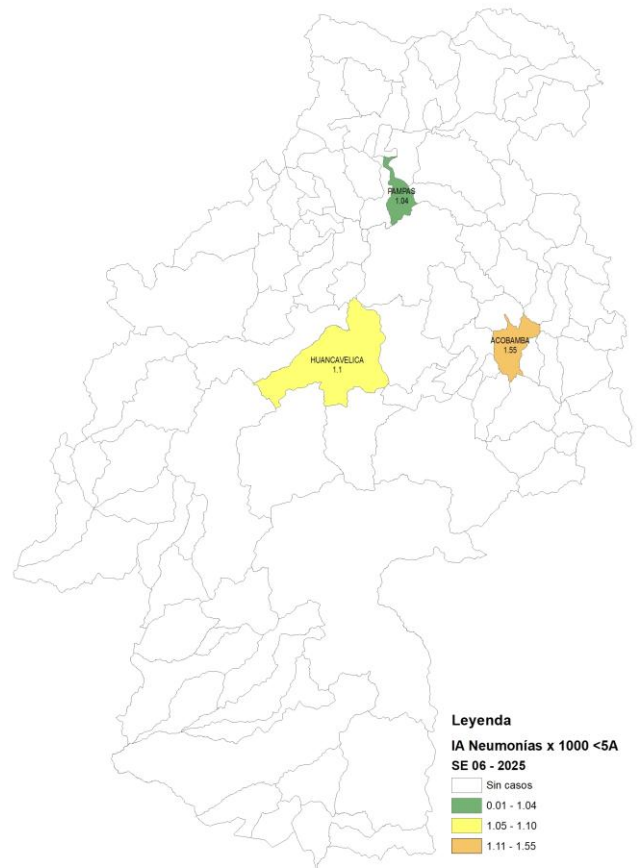 PAMPAS
1.04
ACOBAMBA
1.55
HUANCAVELICA
1.1
Leyenda
IA Neumonías x 1000 <5A
SE 06 - 2025
Sin casos
0.01 - 1.04
1.05 - 1.10
1.11 - 1.55